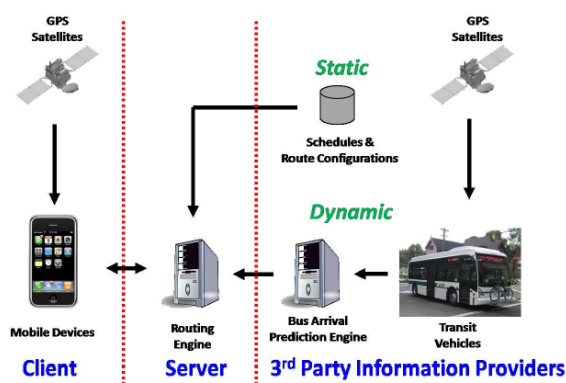 GPS
Satellites
GPS
Satellites
Static
Schedules &
Route Configurations
Dynamic
Mobile Devices
Routing
Engine
Bus Arrival
Prediction Engine
Transit
Vehicles
Client
Server
3rd Party Information Providers